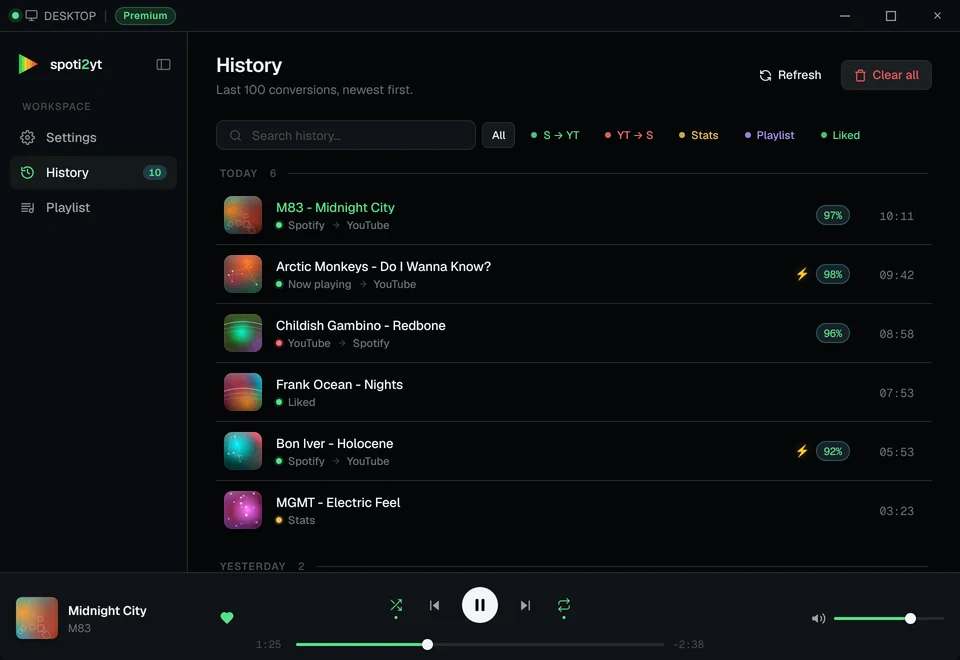 DESKTOP Premium
spoti2yt
WORKSPACE
Settings
History 10
Playlist
History
Last 100 conversions, newest first.
Refresh
Clear all
Search history...
All S → YT YT → S Stats Playlist Liked
TODAY 6
M83 - Midnight City
Spotify → YouTube
97% 10:11
Arctic Monkeys - Do I Wanna Know?
Now playing → YouTube
98% 09:42
Childish Gambino - Redbone
YouTube → Spotify
96% 08:58
Frank Ocean - Nights
Liked
07:53
Bon Iver - Holocene
Spotify → YouTube
92% 05:53
MGMT - Electric Feel
Stats
03:23
YESTERDAY 2
Midnight City
M83
1:25 -2:38